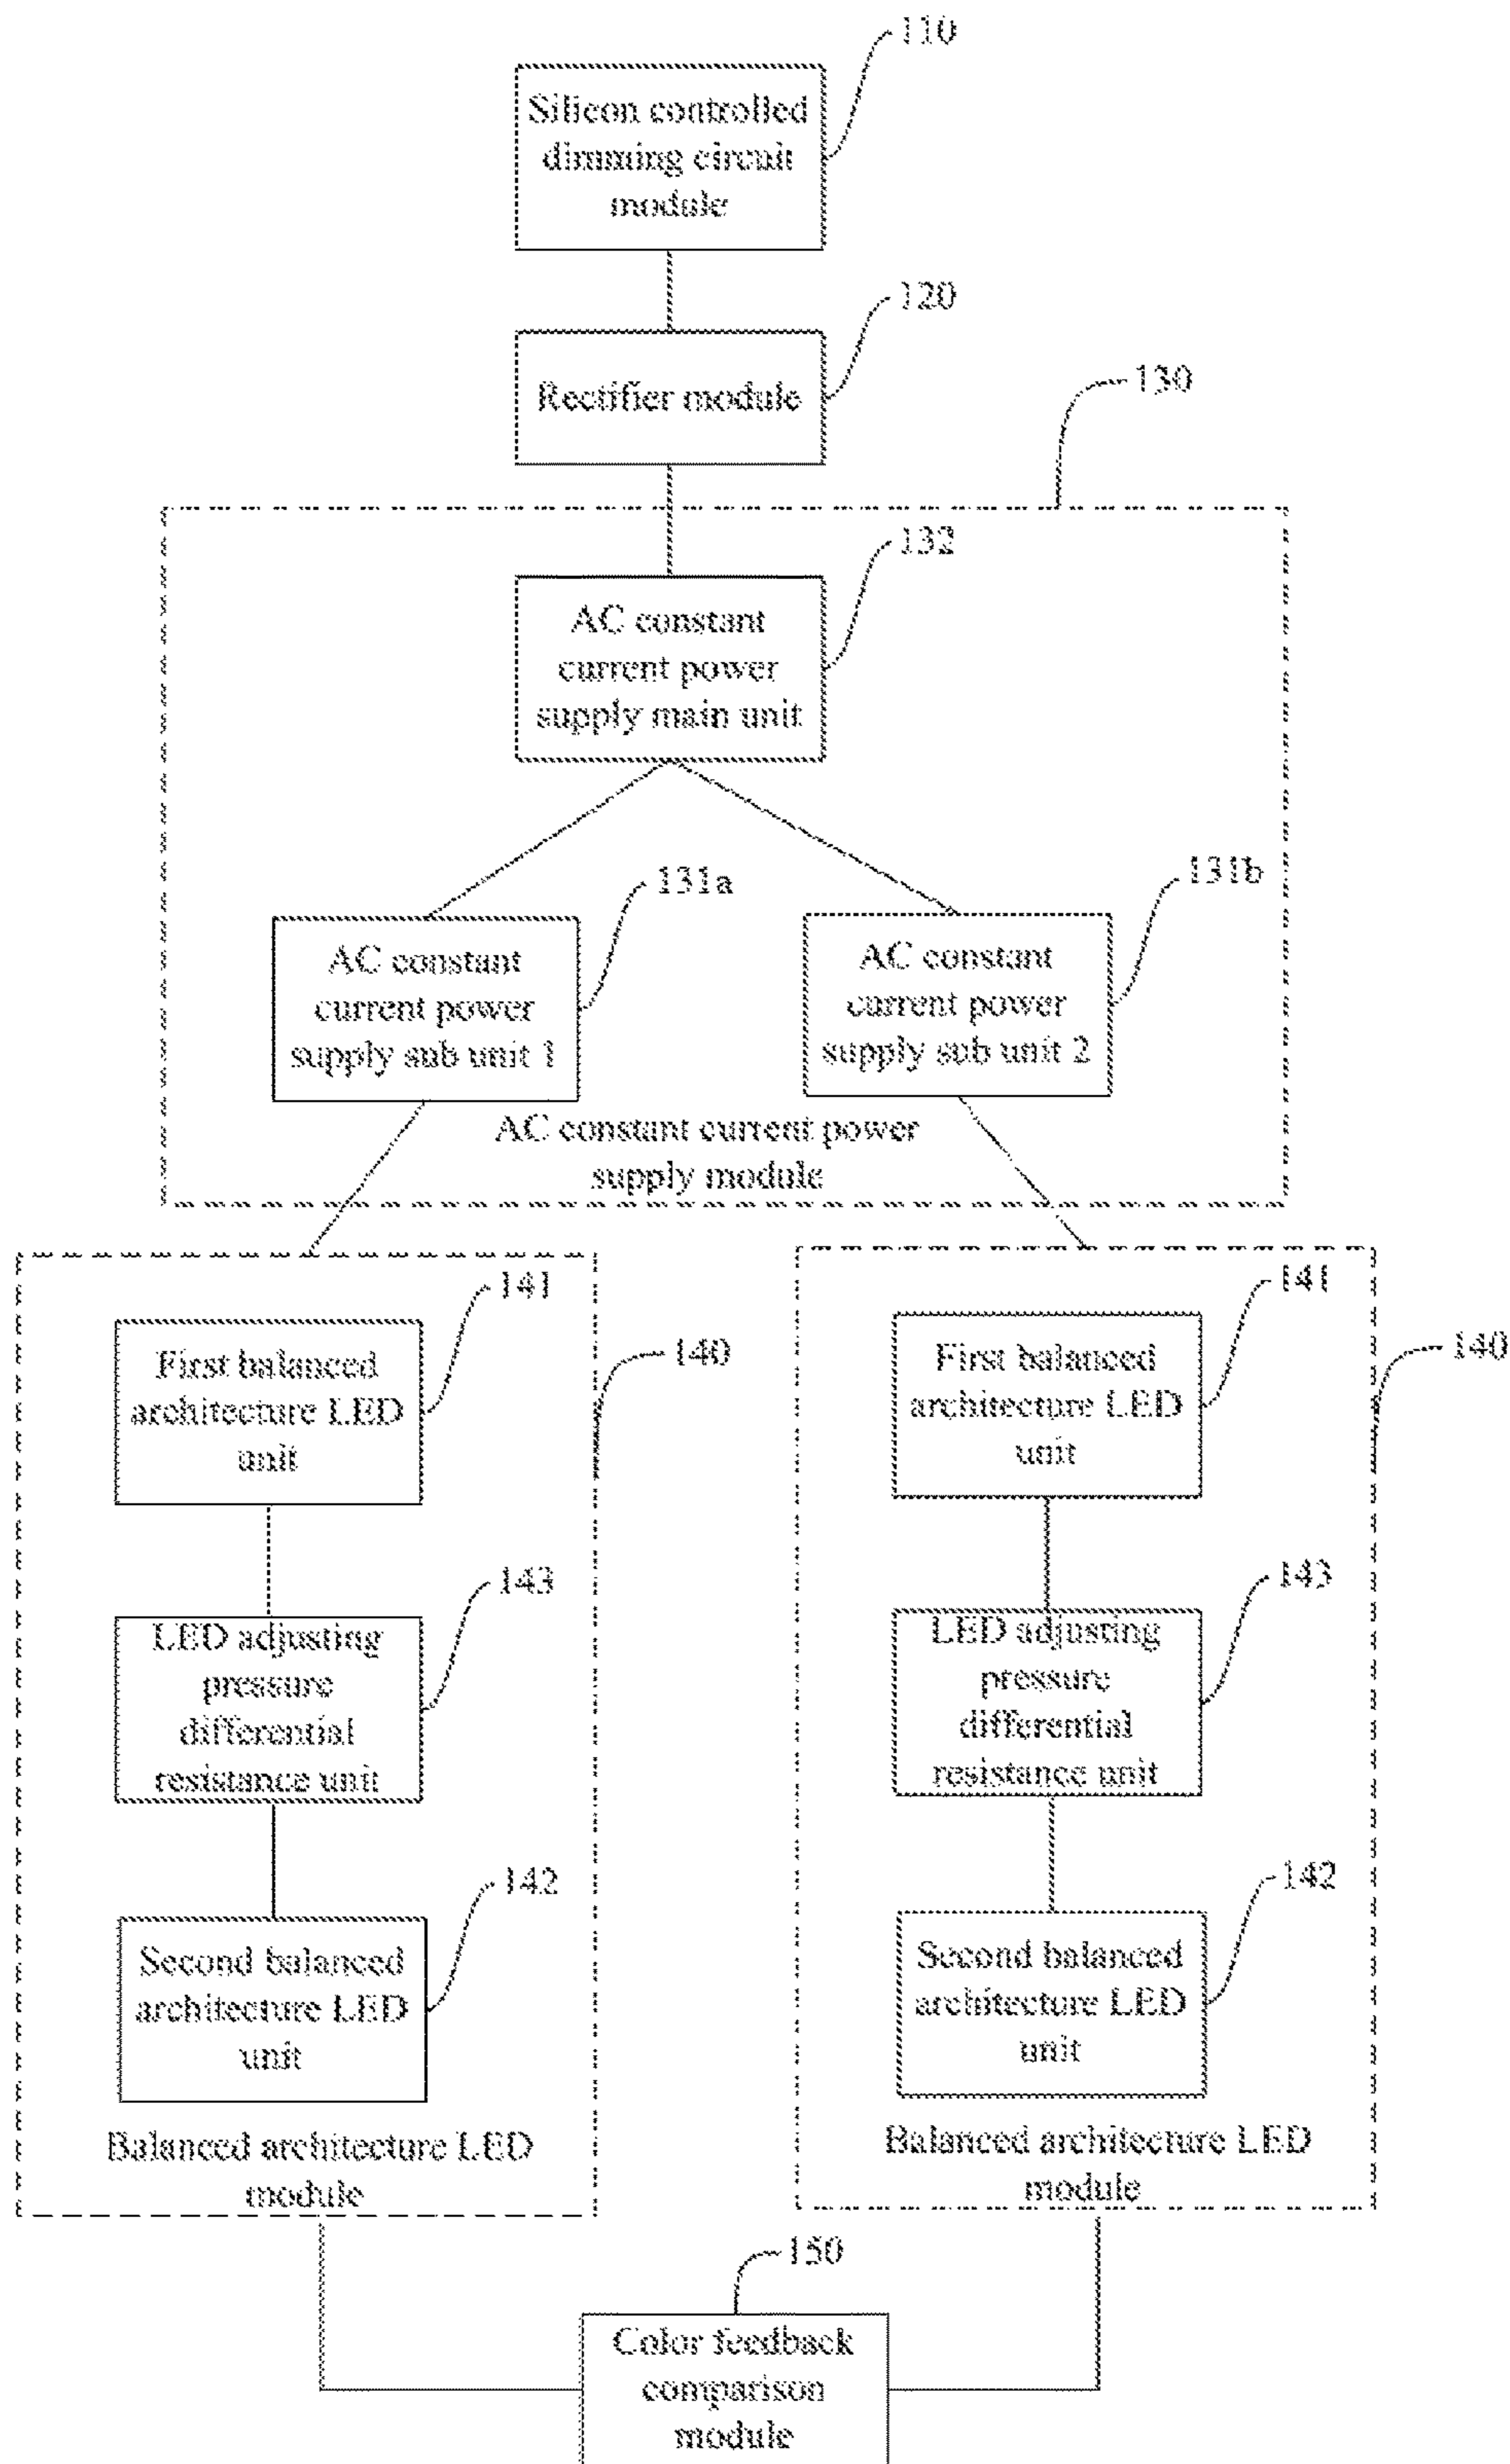 110
Silicon controlled
dimming circuit
module
120
Rectifier module
130
132
AC constant
current power
supply main unit
131a
AC constant
current power
supply sub unit 1
131b
AC constant
current power
supply sub unit 2
AC constant current power
supply module
141
First balanced
architecture LED
unit
140
143
LED adjusting
pressure
differential
resistance unit
142
Second balanced
architecture LED
unit
Balanced architecture LED
module
141
First balanced
architecture LED
unit
140
143
LED adjusting
pressure
differential
resistance unit
142
Second balanced
architecture LED
unit
Balanced architecture LED
module
150
Color feedback
comparison
module